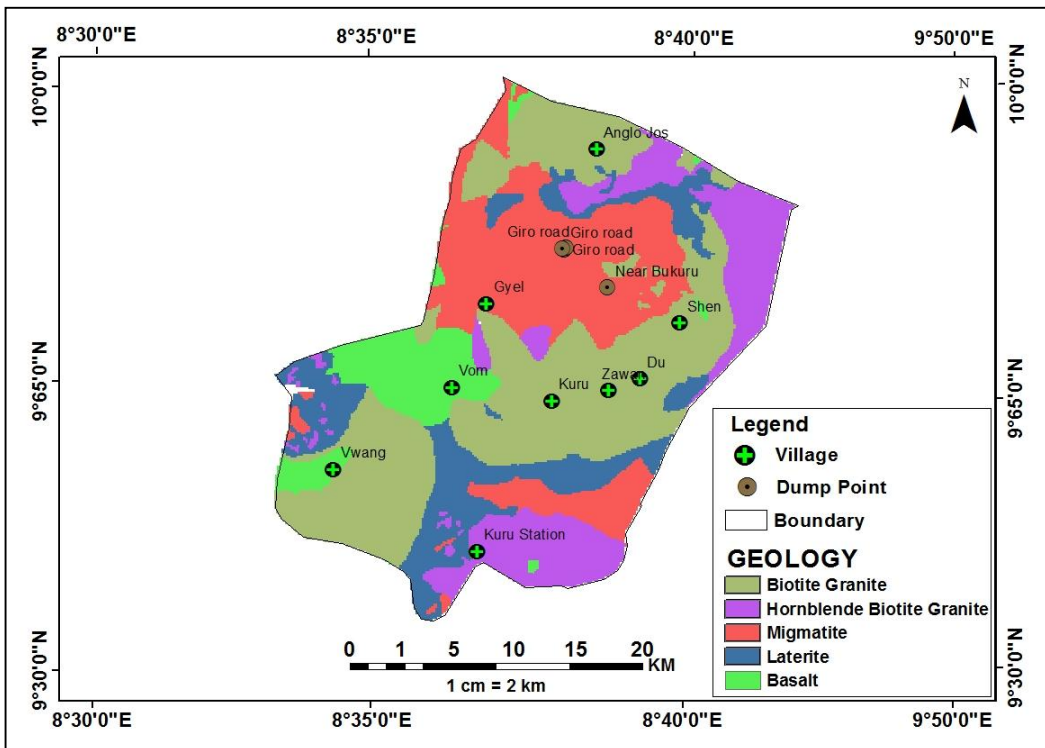 8°30'0"E 8°35'0"E 8°40'0"E 9°50'0"E
10°0'0"N
10°0'0"N
N
Anglo Jos
Giro road Giro road
Giro road
Near Bukuru
Gyel
Shen
Vom
Kuru
Zawan
Du
9°65'0"N
9°65'0"N
Vwang
Kuru Station
Legend
Village
Dump Point
Boundary
GEOLOGY
Biotite Granite
Hornblende Biotite Granite
Migmatite
Laterite
Basalt
0 1 5 10 15 20
KM
1 cm = 2 km
9°30'0"N
9°30'0"N
8°30'0"E 8°35'0"E 8°40'0"E 9°50'0"E